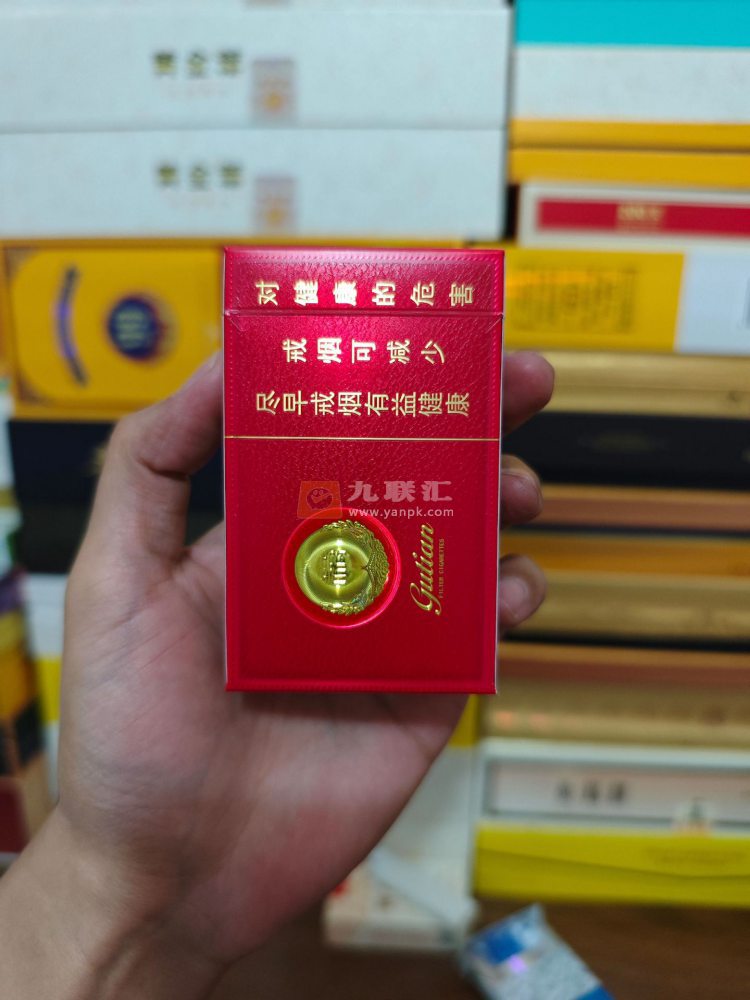 对健康的危害
戒烟可减少
尽早戒烟有益健康
九联汇
www.yanpk.com
Gutian
FILTER CIGARETTES